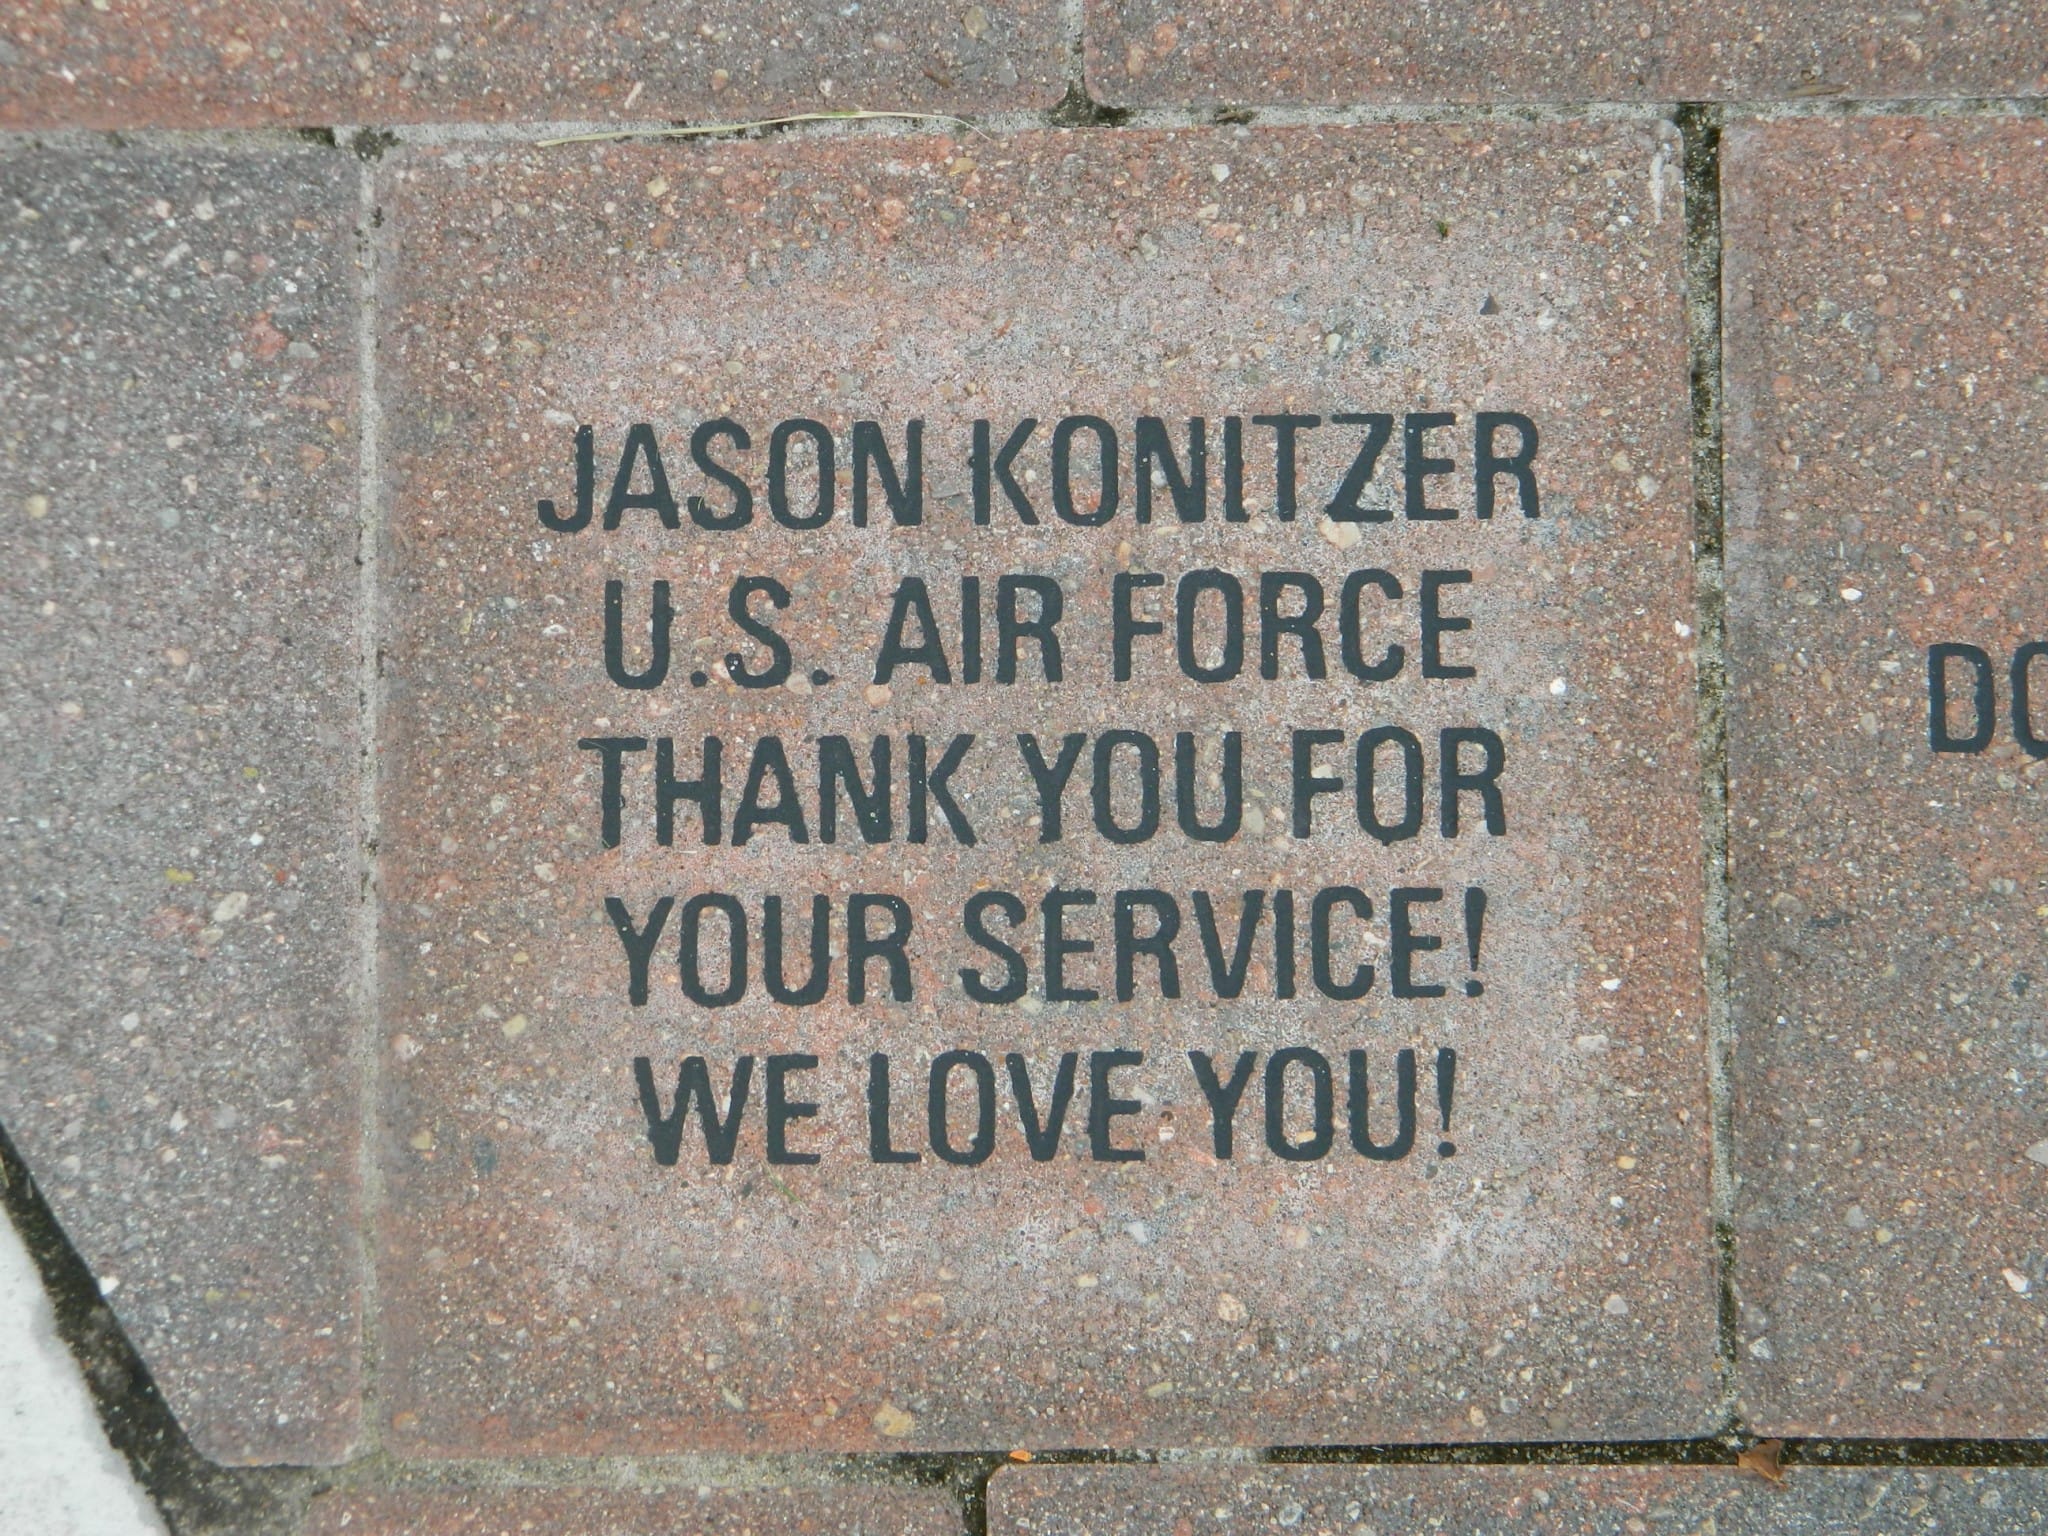 JASON KONITZER
U.S. AIR FORCE
THANK YOU FOR
YOUR SERVICE!
WE LOVE YOU!